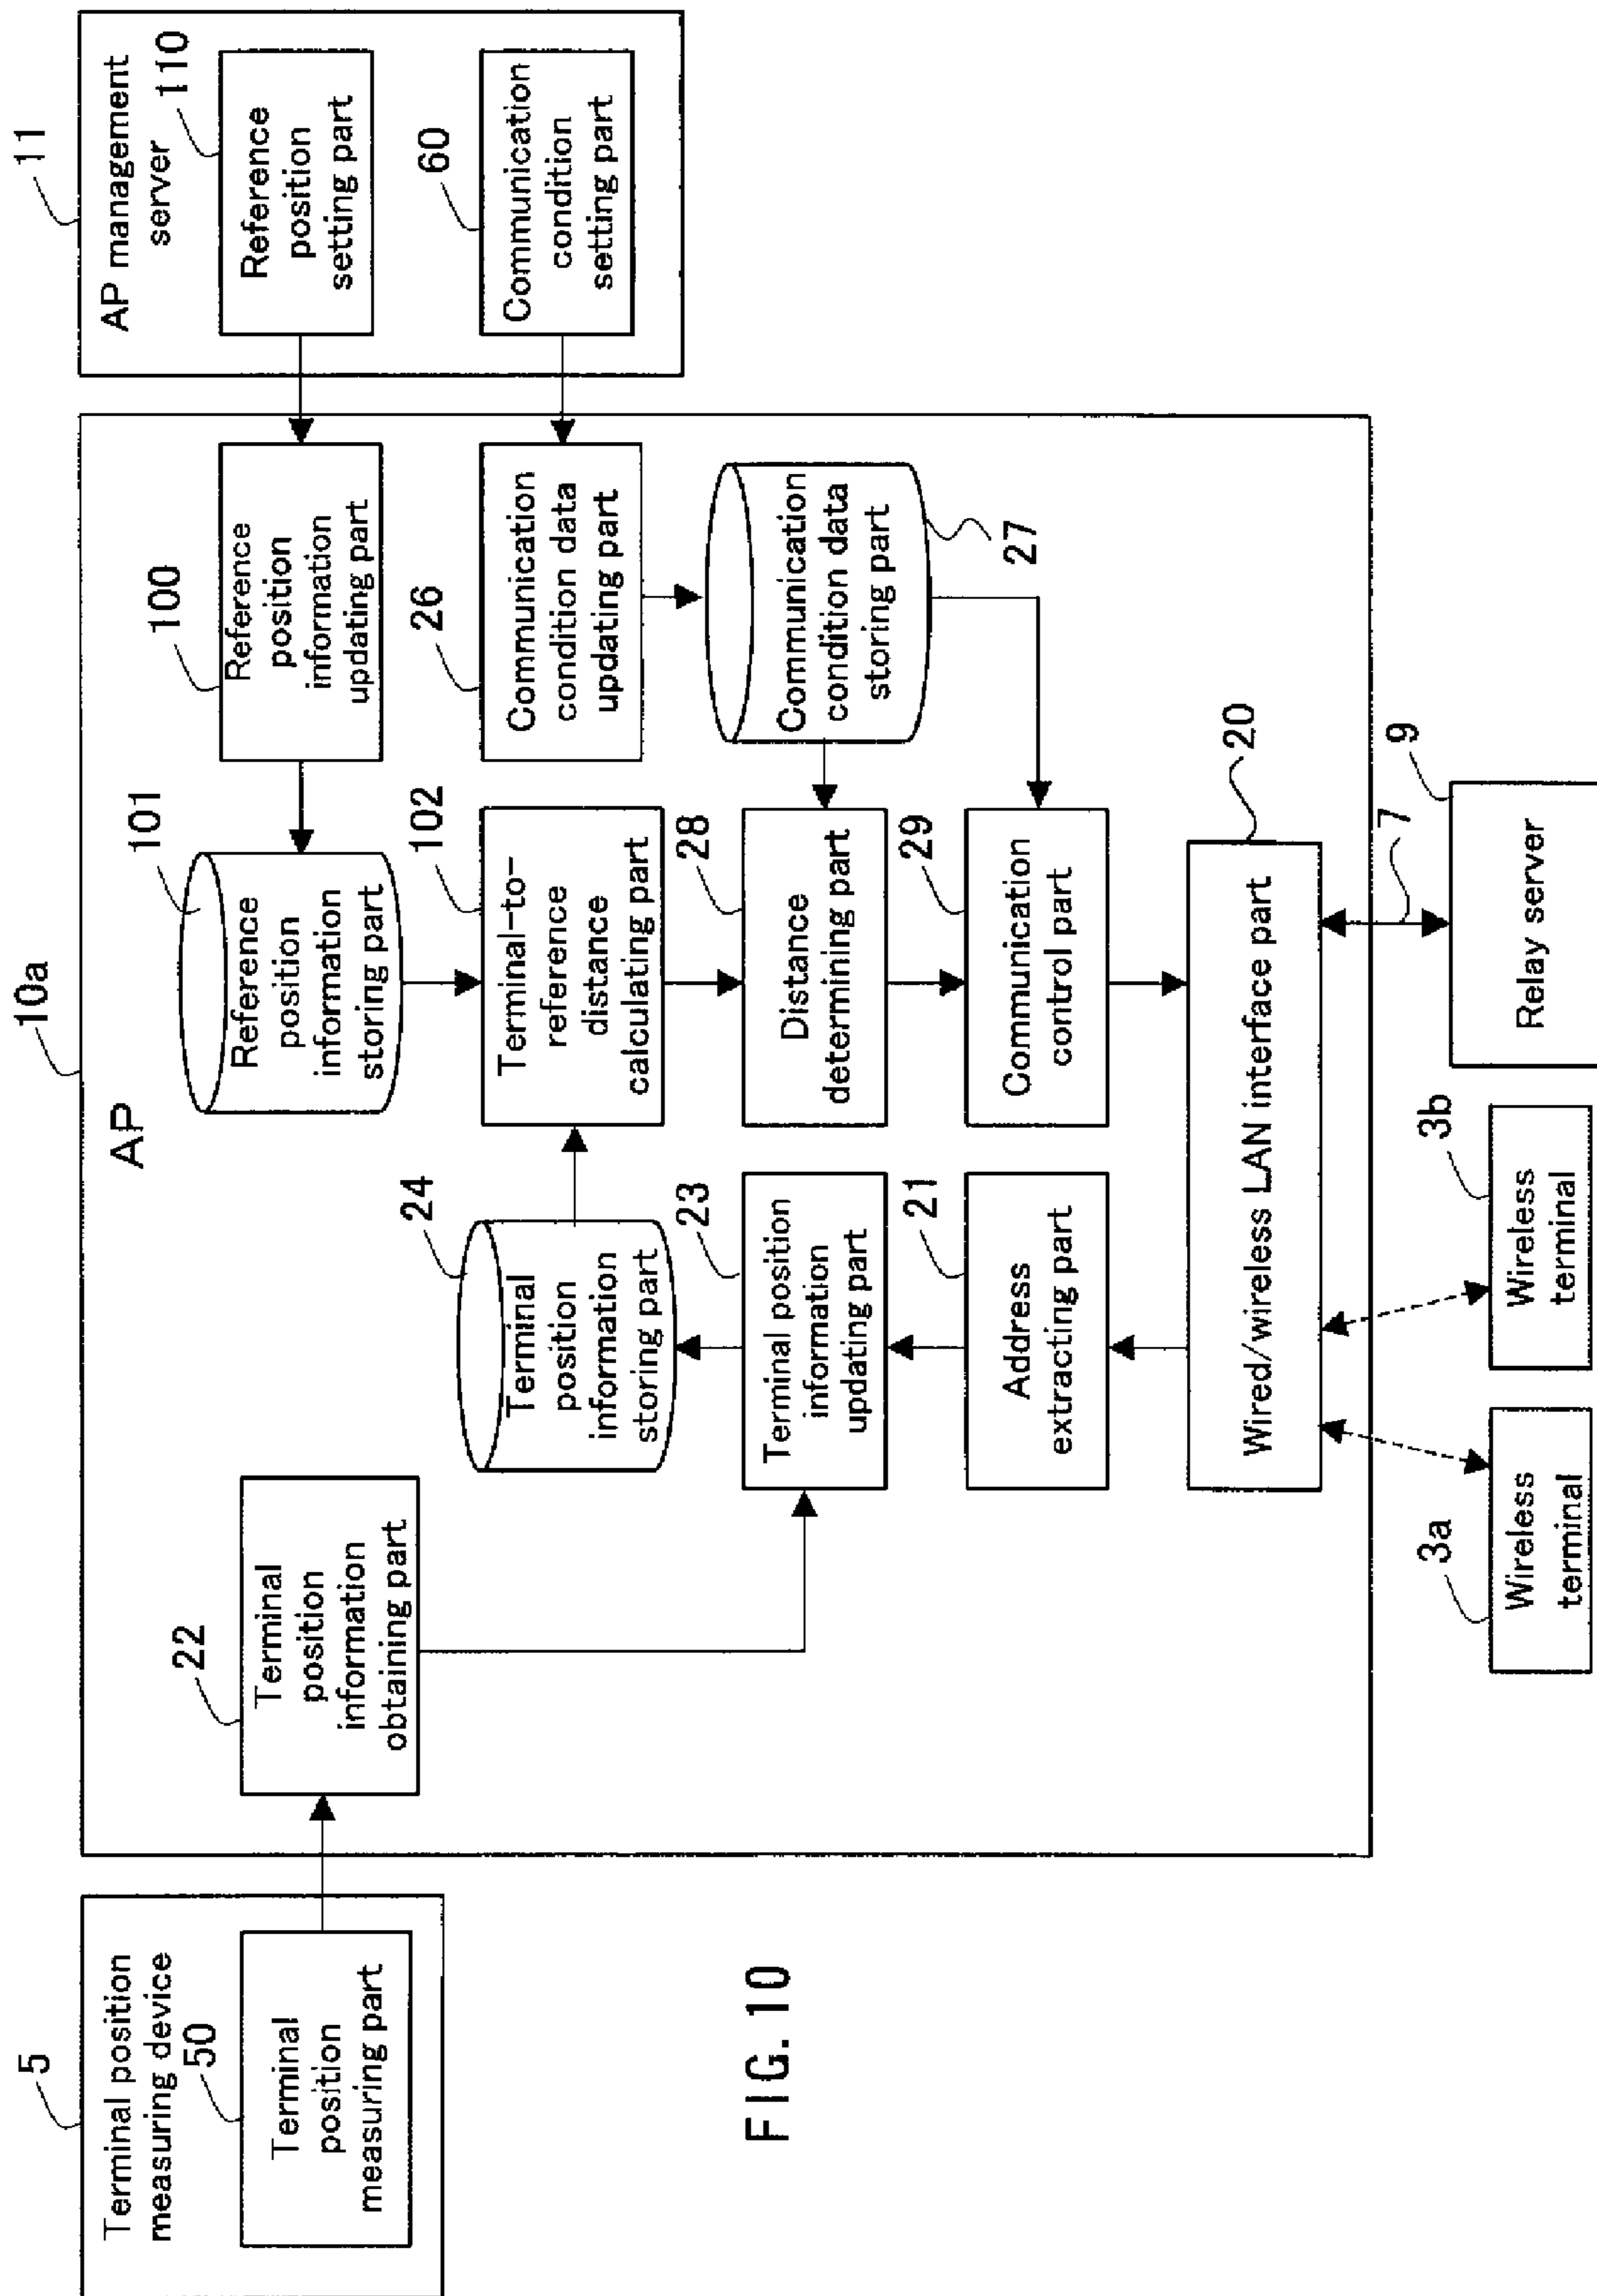 FIG. 10
5
Terminal position
measuring device
50
Terminal
position
measuring part
10a
AP
22
Terminal
position
information
obtaining part
24
Terminal
position
information
storing part
23
Terminal position
information
updating part
21
Address
extracting part
101
Reference
position
information
storing part
102
Terminal-to-
reference
distance
calculating part
28
Distance
determining part
29
Communication
control part
20
Wired/wireless LAN interface part
100
Reference
position
information
updating part
26
Communication
condition data
updating part
Communication
condition data
storing part
27
11
AP management
server
110
Reference
position
setting part
60
Communication
condition
setting part
3a
Wireless
terminal
3b
Wireless
terminal
7
9
Relay server